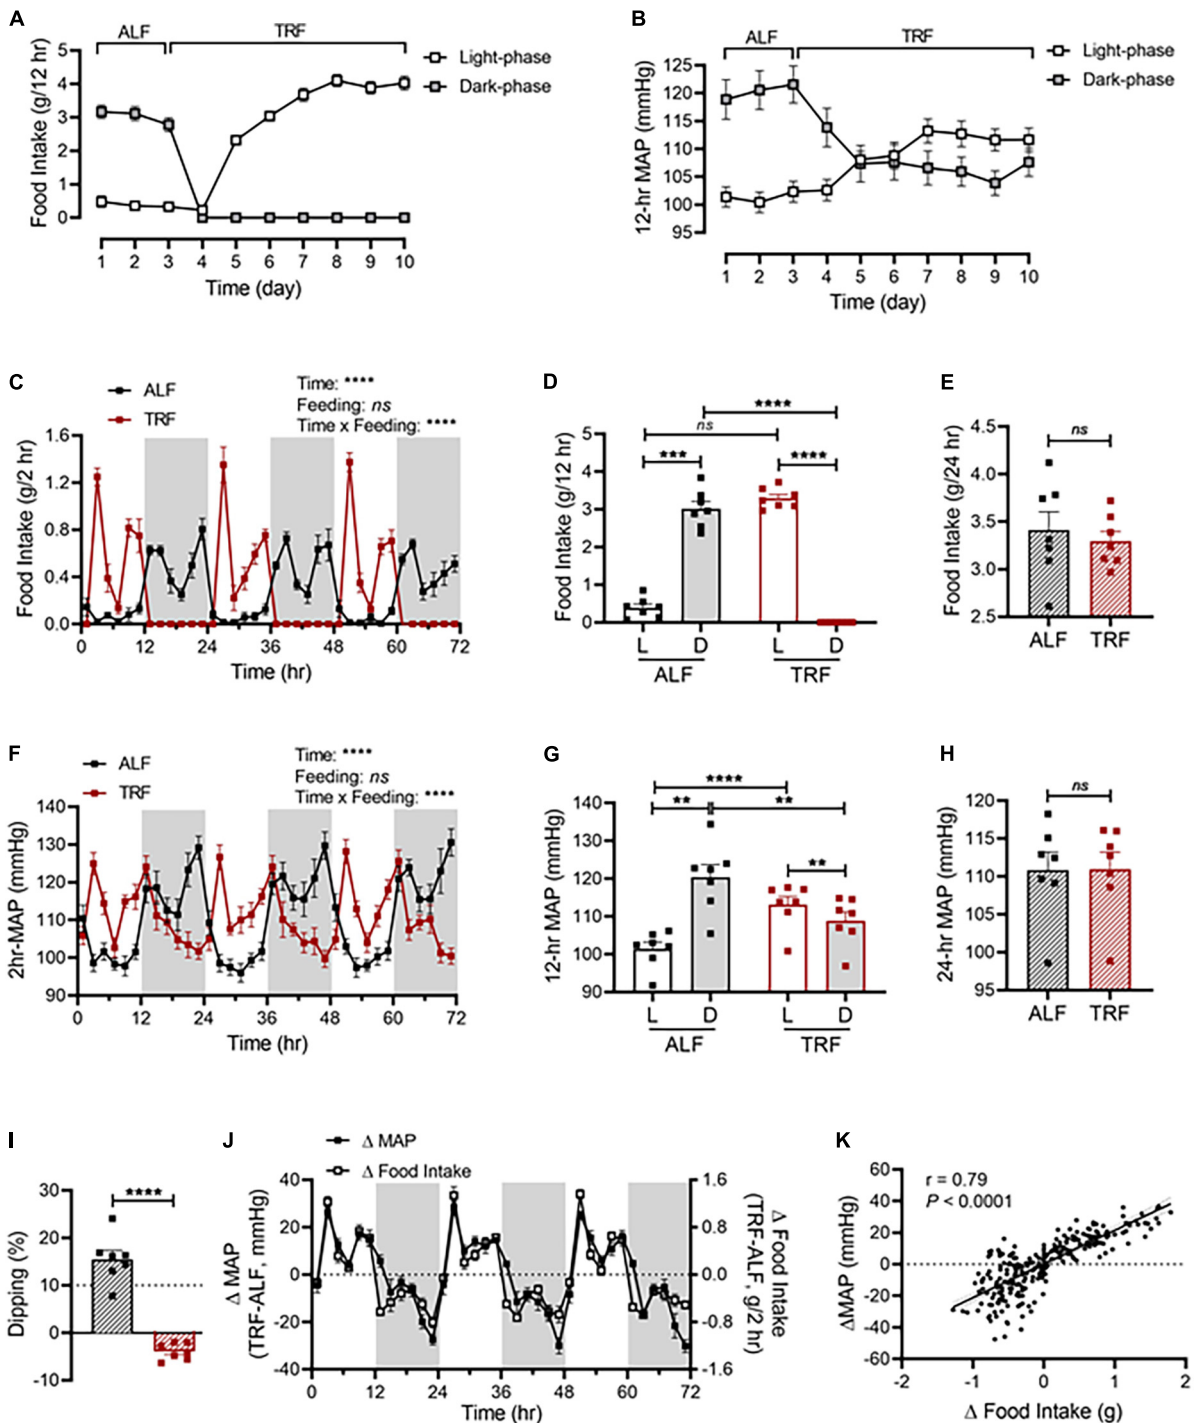 A
ALF
TRF
Light-phase
Dark-phase
Food Intake (g/12 hr)
5
4
3
2
1
0
1 2 3 4 5 6 7 8 9 10
Time (day)
B
ALF
TRF
Light-phase
Dark-phase
12-hr MAP (mmHg)
125
120
115
110
105
100
95
1 2 3 4 5 6 7 8 9 10
Time (day)
C
ALF
TRF
Time: ****
Feeding: ns
Time x Feeding: ****
Food Intake (g/2 hr)
1.6
1.2
0.8
0.4
0.0
0 12 24 36 48 60 72
Time (hr)
D
****
ns
*** ****
Food Intake (g/12 hr)
5
4
3
2
1
0
L D L D
ALF TRF
E
ns
Food Intake (g/24 hr)
4.5
4.0
3.5
3.0
2.5
ALF TRF
F
ALF
TRF
Time: ****
Feeding: ns
Time x Feeding: ****
2hr-MAP (mmHg)
140
130
120
110
100
90
0 12 24 36 48 60 72
Time (hr)
G
****
** **
**
12-hr MAP (mmHg)
140
130
120
110
100
90
L D L D
ALF TRF
H
ns
24-hr MAP (mmHg)
120
115
110
105
100
95
ALF TRF
I
****
Dipping (%)
30
20
10
0
-10
J
Δ MAP
Δ Food Intake
Δ MAP
(TRF-ALF, mmHg)
40
20
0
-20
-40
1.6
0.8
0.0
-0.8
-1.6
Δ Food Intake
(TRF-ALF, g/2 hr)
0 12 24 36 48 60 72
Time (hr)
K
r = 0.79
P < 0.0001
ΔMAP (mmHg)
60
40
20
0
-20
-40
-60
-2 -1 0 1 2
Δ Food Intake (g)